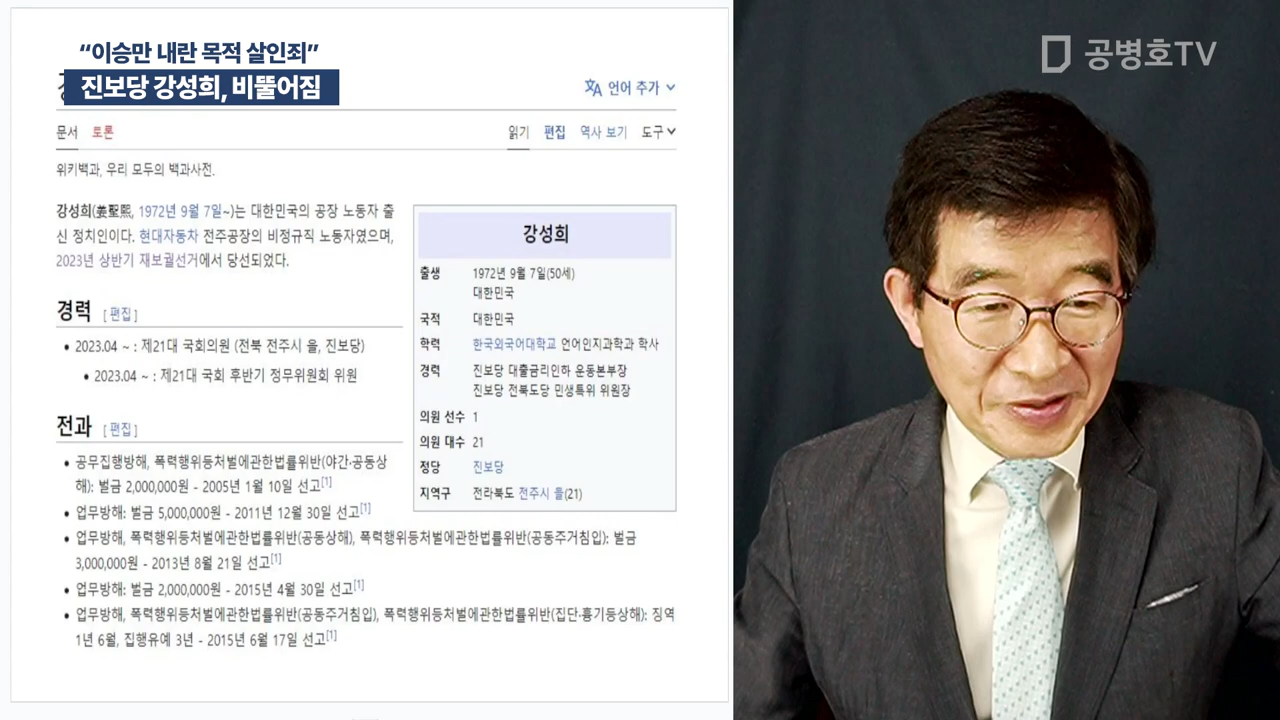 “이승만 내란 목적 살인죄”
진보당 강성희, 비뚤어짐
공병호TV
언어 추가
문서 토론
읽기 편집 역사 보기 도구
위키백과, 우리 모두의 백과사전.
강성희(姜聖熙, 1972년 9월 7일~)는 대한민국의 공장 노동자 출
신 정치인이다. 현대자동차 전주공장의 비정규직 노동자였으며,
2023년 상반기 재보궐선거에서 당선되었다.
경력 [편집]
• 2023.04 ~ : 제21대 국회의원 (전북 전주시 을, 진보당)
• 2023.04 ~ : 제21대 국회 후반기 정무위원회 위원
강성희
출생 1972년 9월 7일(50세)
대한민국
국적 대한민국
학력 한국외국어대학교 언어인지과학과 학사
경력 진보당 대출금리인하 운동본부장
진보당 전북도당 민생특위 위원장
의원 선수 1
의원 대수 21
정당 진보당
지역구 전라북도 전주시 을(21)
전과 [편집]
• 공무집행방해, 폭력행위등처벌에관한법률위반(야간·공동상
해): 벌금 2,000,000원 - 2005년 1월 10일 선고[1]
• 업무방해: 벌금 5,000,000원 - 2011년 12월 30일 선고[1]
• 업무방해, 폭력행위등처벌에관한법률위반(공동상해), 폭력행위등처벌에관한법률위반(공동주거침입): 벌금
3,000,000원 - 2013년 8월 21일 선고[1]
• 업무방해: 벌금 2,000,000원 - 2015년 4월 30일 선고[1]
• 업무방해, 폭력행위등처벌에관한법률위반(공동주거침입), 폭력행위등처벌에관한법률위반(집단·흉기등상해): 징역
1년 6월, 집행유예 3년 - 2015년 6월 17일 선고[1]